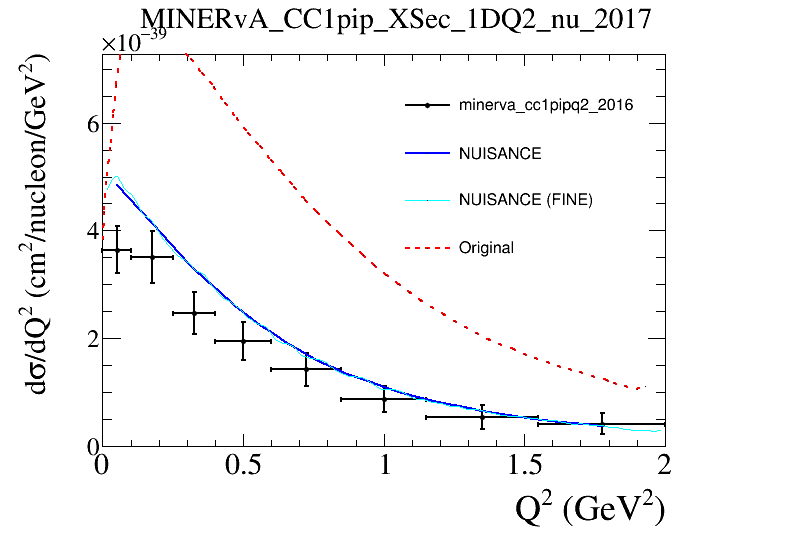 MINERvA_CC1pip_XSec_1DQ2_nu_2017
×10⁻³⁹
dσ/dQ² (cm²/nucleon/GeV²)
6
4
2
0
minerva_cc1pipq2_2016
NUISANCE
NUISANCE (FINE)
Original
0 0.5 1 1.5 2
Q² (GeV²)